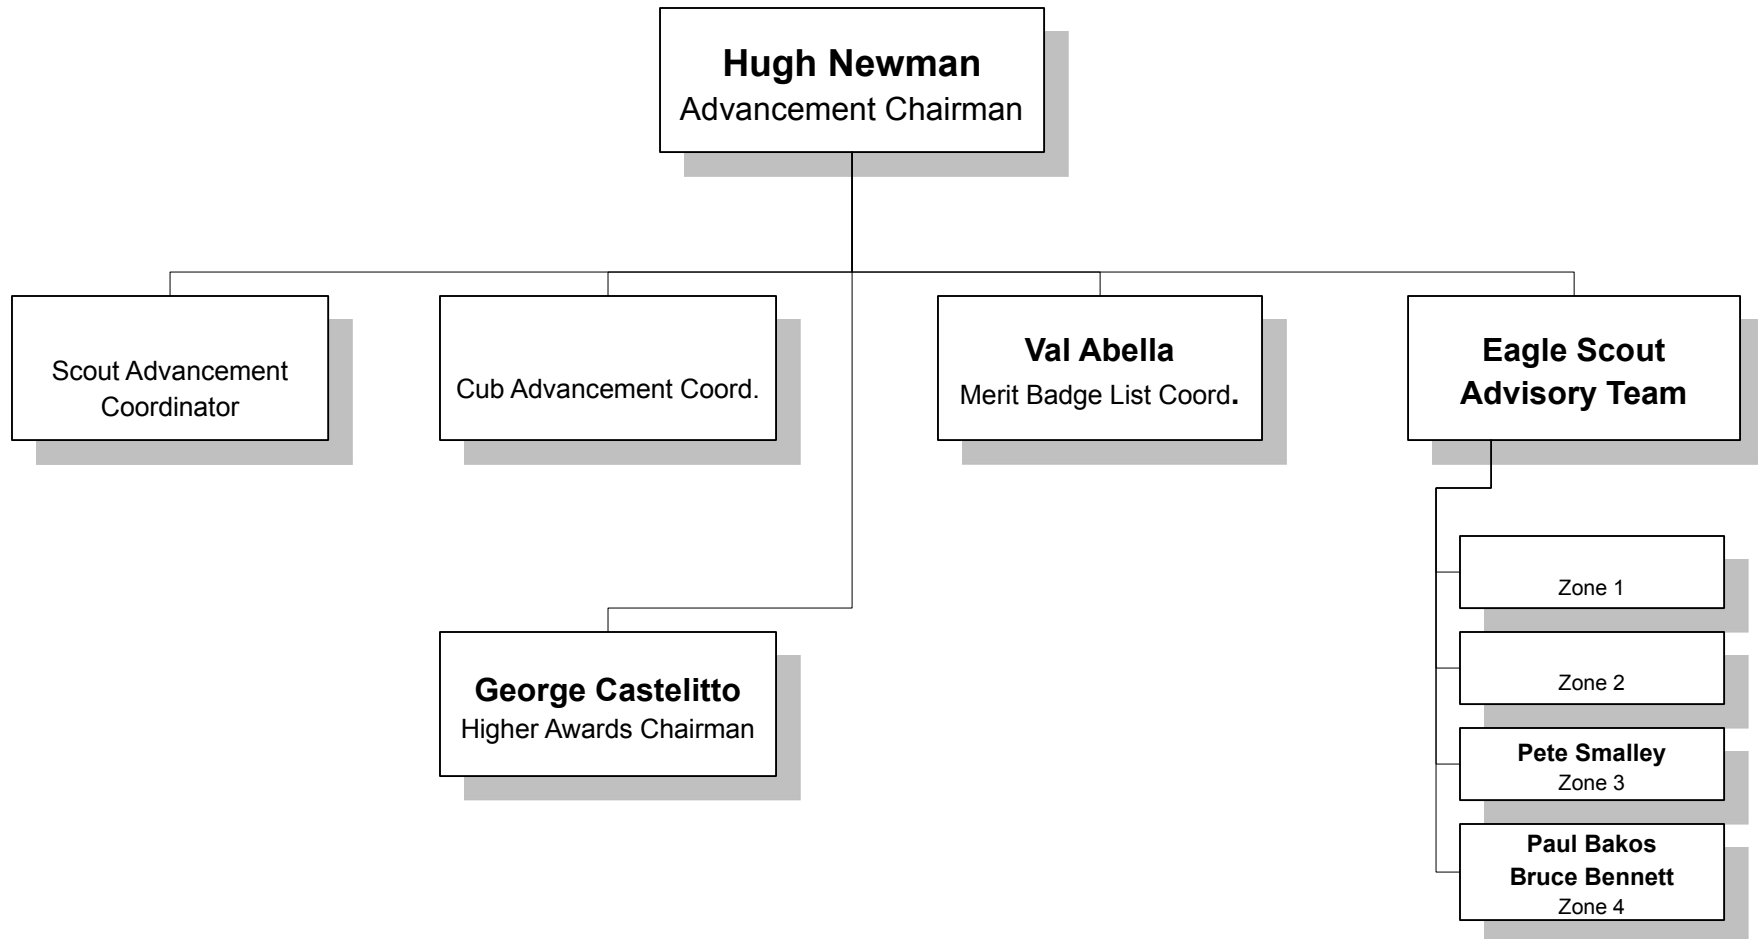 Hugh Newman
Advancement Chairman
Scout Advancement
Coordinator
Cub Advancement Coord.
Val Abella
Merit Badge List Coord.
Eagle Scout
Advisory Team
Zone 1
Zone 2
George Castelitto
Higher Awards Chairman
Pete Smalley
Zone 3
Paul Bakos
Bruce Bennett
Zone 4